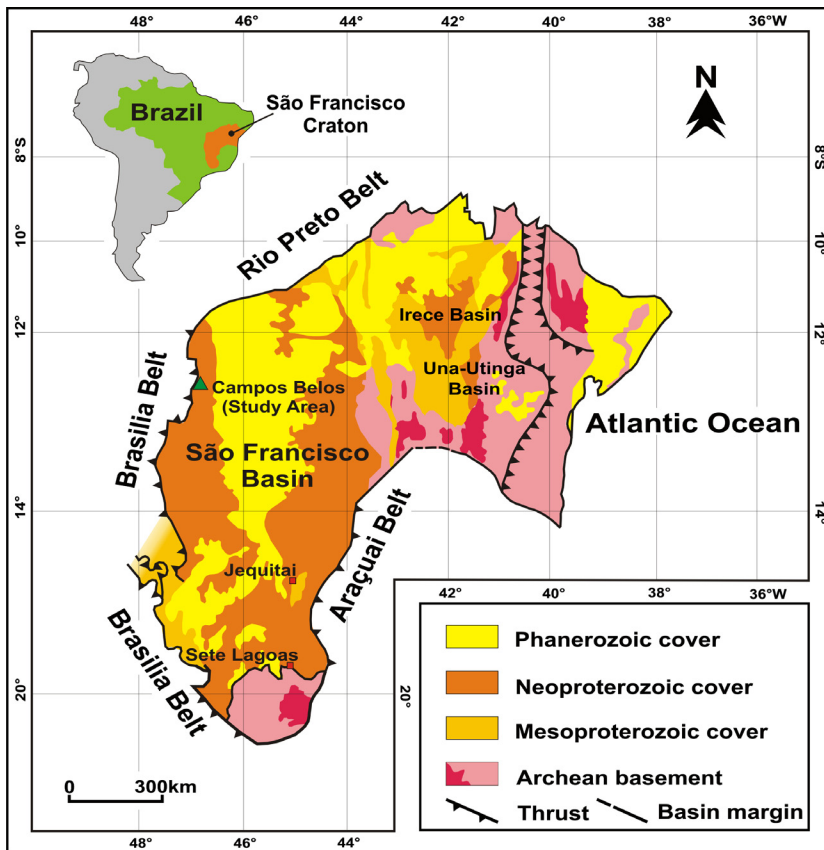 48°
46°
44°
42°
40°
38°
36°W
N
Brazil
São Francisco
Craton
8°S
8°S
Rio Preto Belt
10°
10°
Irece Basin
12°
12°
Una-Utinga
Basin
Brasilia Belt
Campos Belos
(Study Area)
Atlantic Ocean
São Francisco
Basin
14°
14°
Araçuai Belt
Jequitai
42°
40°
38°
36°W
Brasilia Belt
Sete Lagoas
20°
20°
Phanerozoic cover
Neoproterozoic cover
Mesoproterozoic cover
Archean basement
Thrust
Basin margin
0
300km
48°
46°
44°